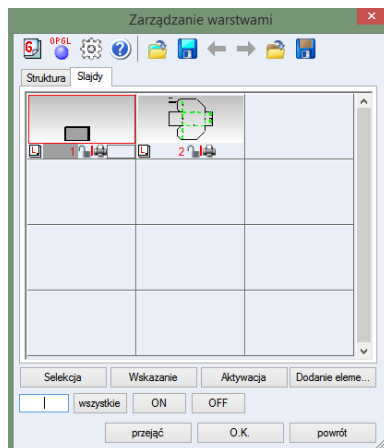 Zarządzanie warstwami
OPGL
Struktura Slajdy
L 1
L 2
Selekcja Wskazanie Aktywacja Dodanie eleme...
wszystkie ON OFF
przejąć O.K. powrót